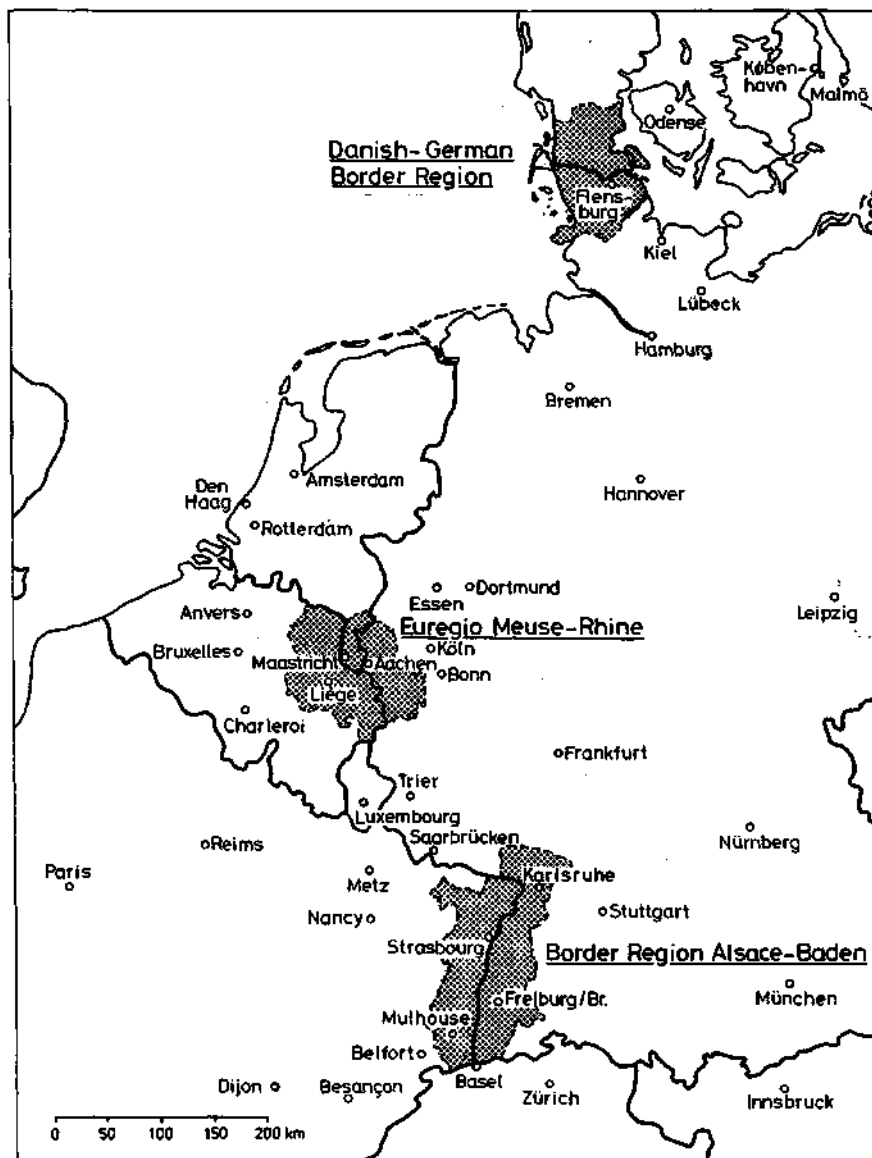 Köben-
havn
Malmö
Odense
Danish-German
Border Region
Flens-
burg
Kiel
Lübeck
Hamburg
Bremen
Amsterdam
Den
Haag
Hannover
Rotterdam
Essen
Dortmund
Leipzig
Anvers
Euregio Meuse-Rhine
Bruxelles
Köln
Maastricht
Aachen
Bonn
Liège
Charleroi
Frankfurt
Trier
Luxembourg
Saarbrücken
Nürnberg
Reims
Paris
Metz
Karlsruhe
Nancy
Stuttgart
Strasbourg
Border Region Alsace-Baden
München
Freiburg/Br.
Mulhouse
Belfort
Basel
Dijon
Besançon
Zürich
Innsbruck
0 50 100 150 200 km